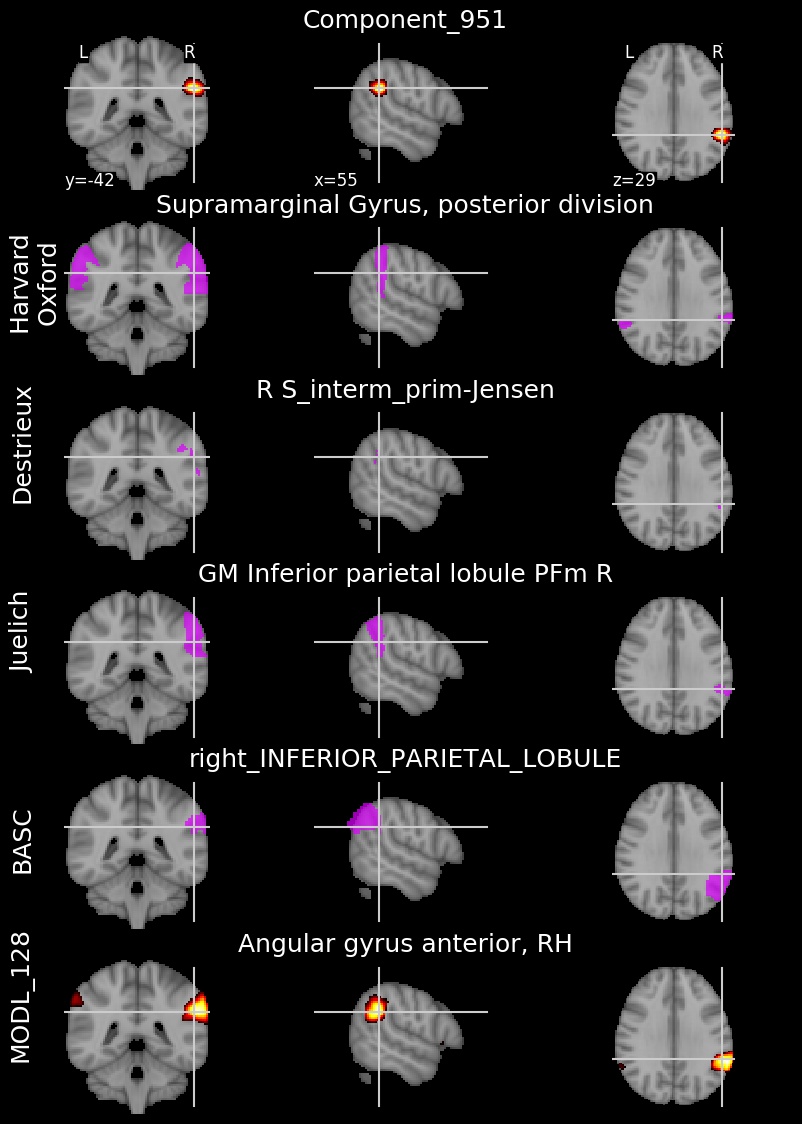 Component_951
L R L R
y=-42 x=55 z=29
Supramarginal Gyrus, posterior division
Harvard
Oxford
R S_interm_prim-Jensen
Destrieux
GM Inferior parietal lobule PFm R
Juelich
right_INFERIOR_PARIETAL_LOBULE
BASC
Angular gyrus anterior, RH
MODL_128